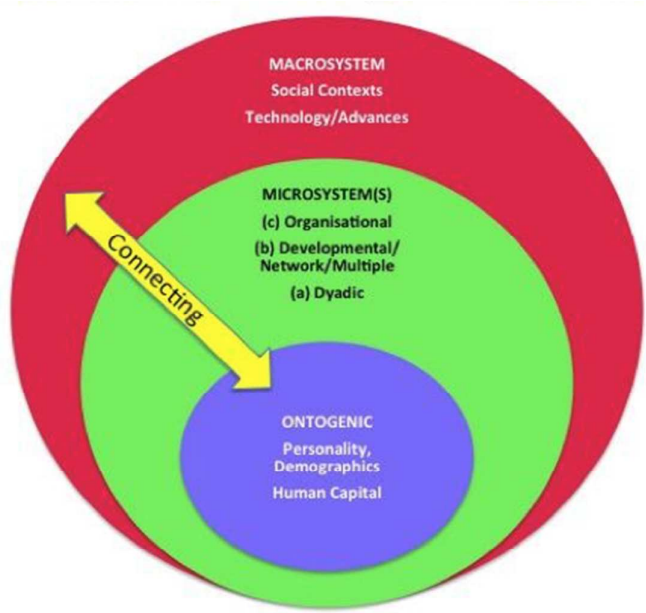 MACROSYSTEM
Social Contexts
Technology/Advances
MICROSYSTEM(S)
(c) Organisational
(b) Developmental/
Network/Multiple
(a) Dyadic
Connecting
ONTOGENIC
Personality,
Demographics
Human Capital